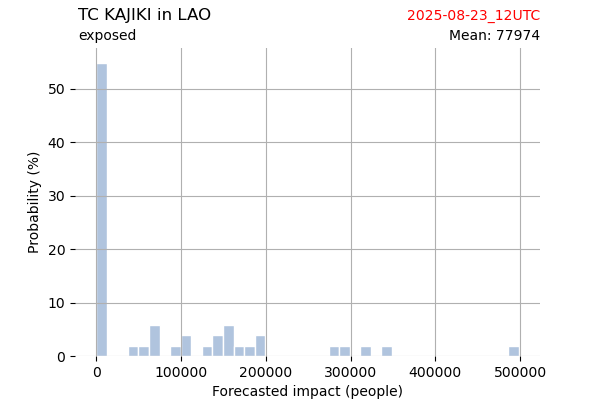 TC KAJIKI in LAO
2025-08-23_12UTC
exposed
Mean: 77974
50
40
30
20
10
0
Probability (%)
0 100000 200000 300000 400000 500000
Forecasted impact (people)